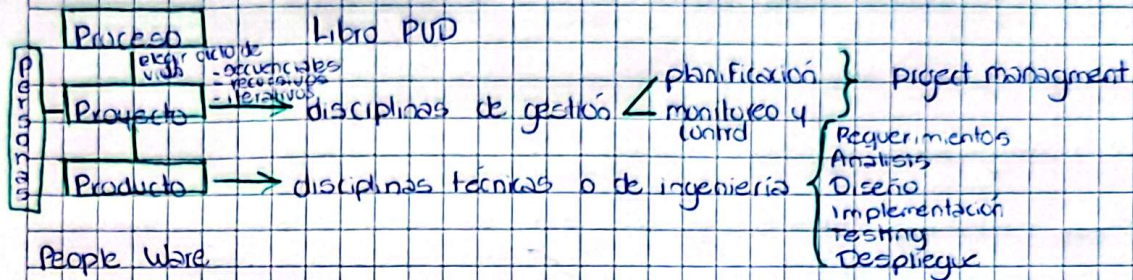 Proceso Libro PUD
Personas
elegir ciclo de
vida - secuenciales
- recursivos
- iterativos
Proyecto disciplinas de gestión planificación project managment
monitoreo y
control
Producto disciplinas técnicas o de ingeniería
Requerimientos
Análisis
Diseño
Implementación
Testing
Despliegue
People Ware